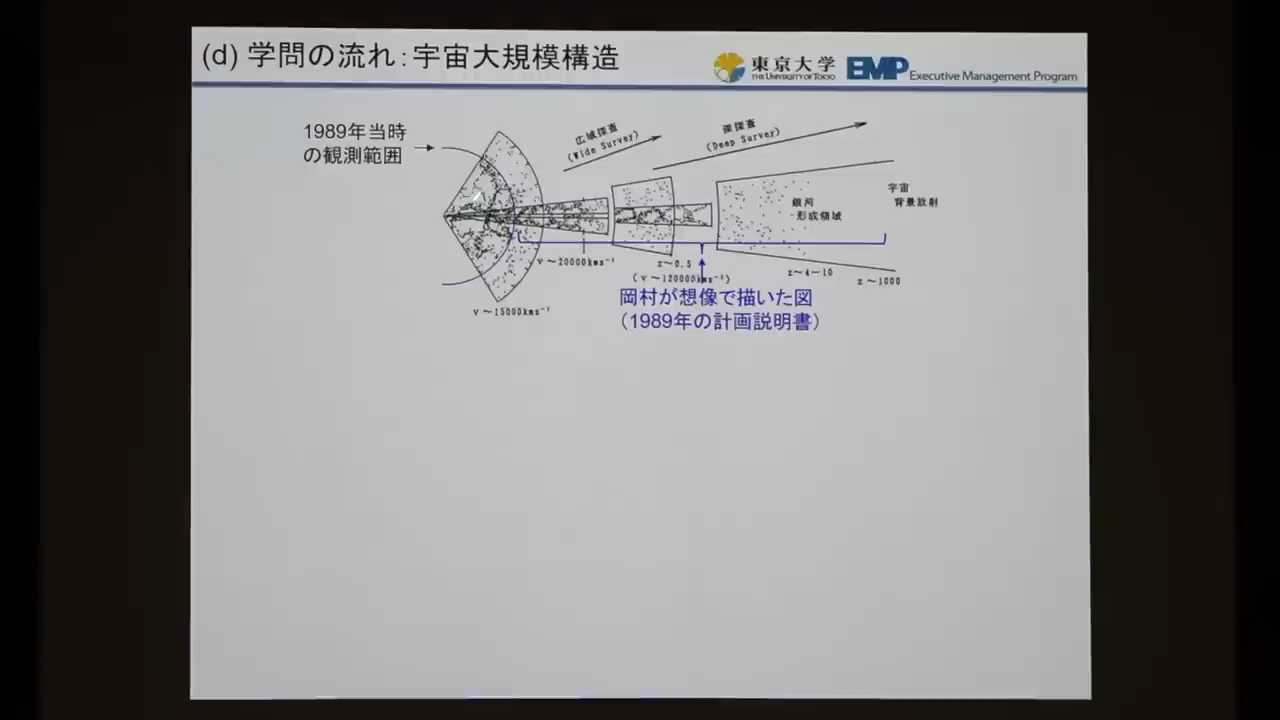 (d) 学問の流れ：宇宙大規模構造
東京大学
THE UNIVERSITY OF TOKYO
EMP Executive Management Program
1989年当時
の観測範囲
広域探査
(Wide Survey)
深探査
(Deep Survey)
銀河
形成領域
宇宙
背景放射
v～20000kms⁻¹
z～0.5
(v～120000kms⁻¹)
z～4－10
z～1000
v～15000kms⁻¹
岡村が想像で描いた図
（1989年の計画説明書）